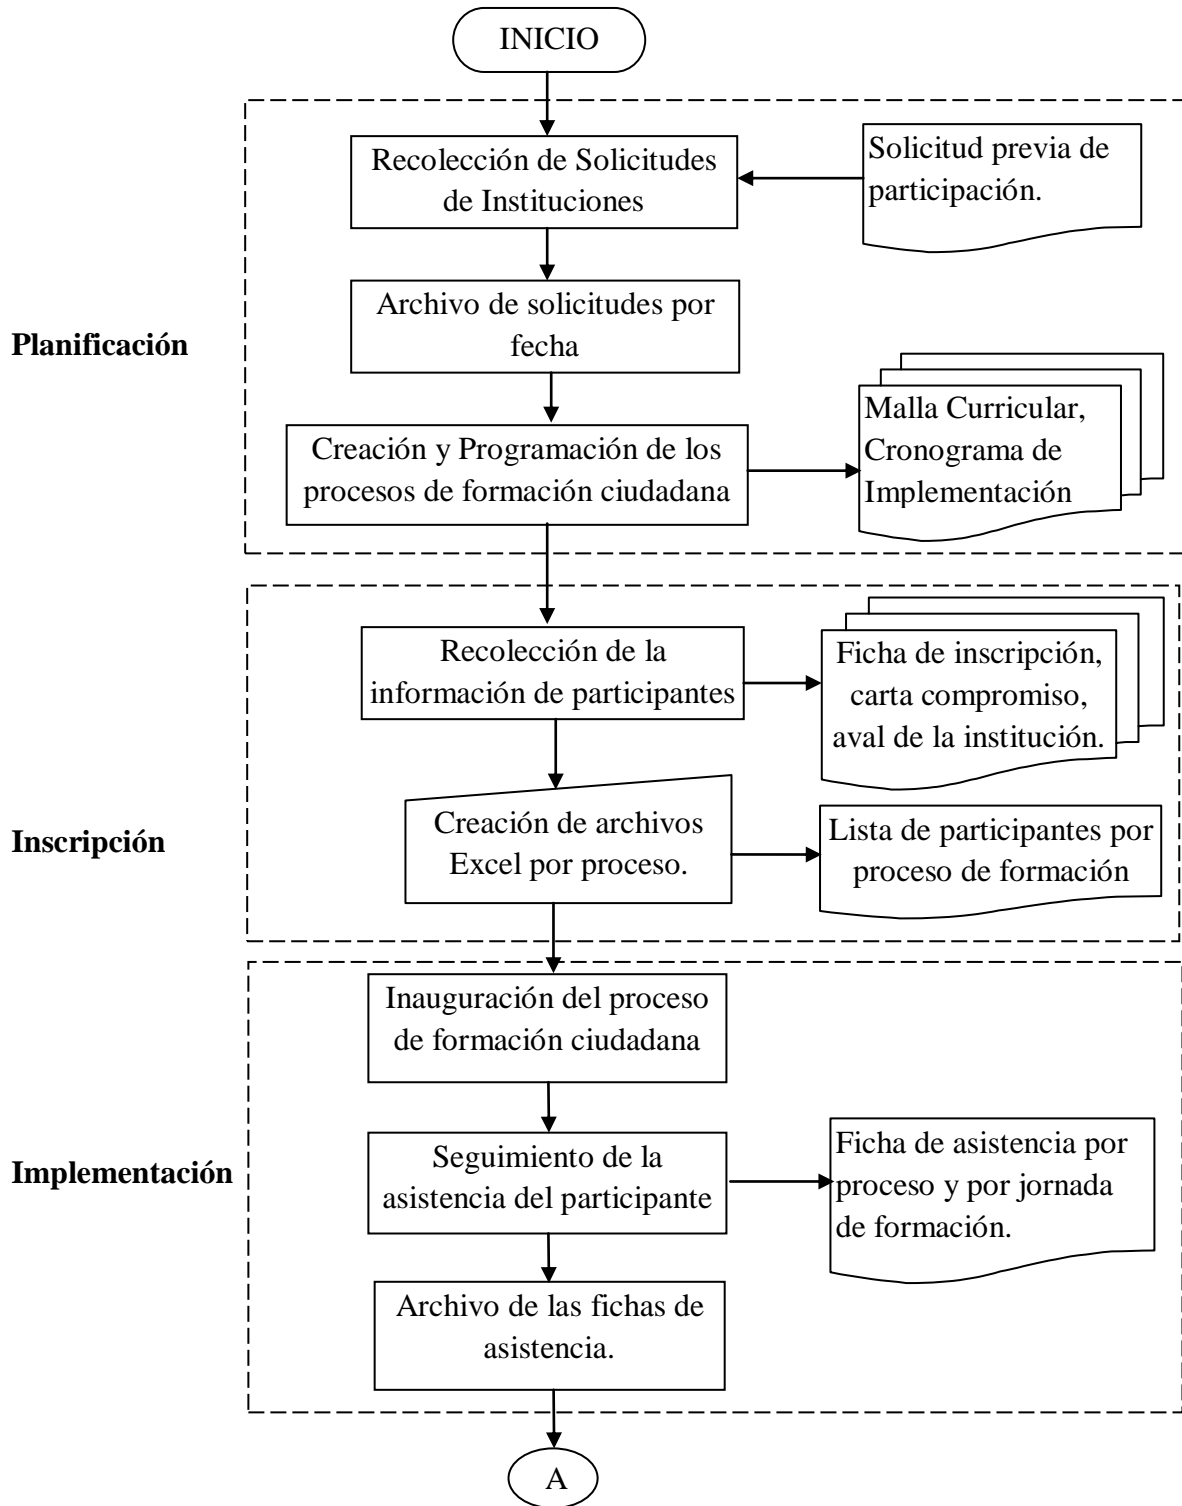 INICIO
Recolección de Solicitudes
de Instituciones
Solicitud previa de
participación.
Archivo de solicitudes por
fecha
Planificación
Malla Curricular,
Cronograma de
Implementación
Creación y Programación de los
procesos de formación ciudadana
Recolección de la
información de participantes
Ficha de inscripción,
carta compromiso,
aval de la institución.
Inscripción
Creación de archivos
Excel por proceso.
Lista de participantes por
proceso de formación
Inauguración del proceso
de formación ciudadana
Implementación
Seguimiento de la
asistencia del participante
Ficha de asistencia por
proceso y por jornada
de formación.
Archivo de las fichas de
asistencia.
A